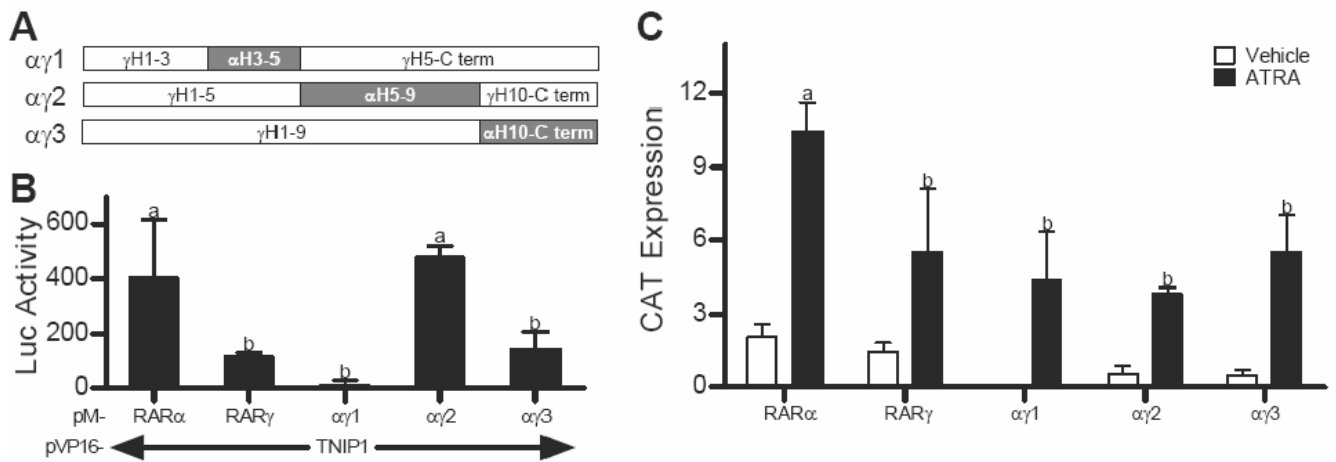 A
αγ1 γH1-3 αH3-5 γH5-C term
αγ2 γH1-5 αH5-9 γH10-C term
αγ3 γH1-9 αH10-C term
B
Luc Activity
600
400
200
0
a
b
b
a
b
pM- RARα RARγ αγ1 αγ2 αγ3
pVP16- TNIP1
C
Vehicle
ATRA
CAT Expression
12
9
6
3
0
a
b
b
b
b
RARα RARγ αγ1 αγ2 αγ3